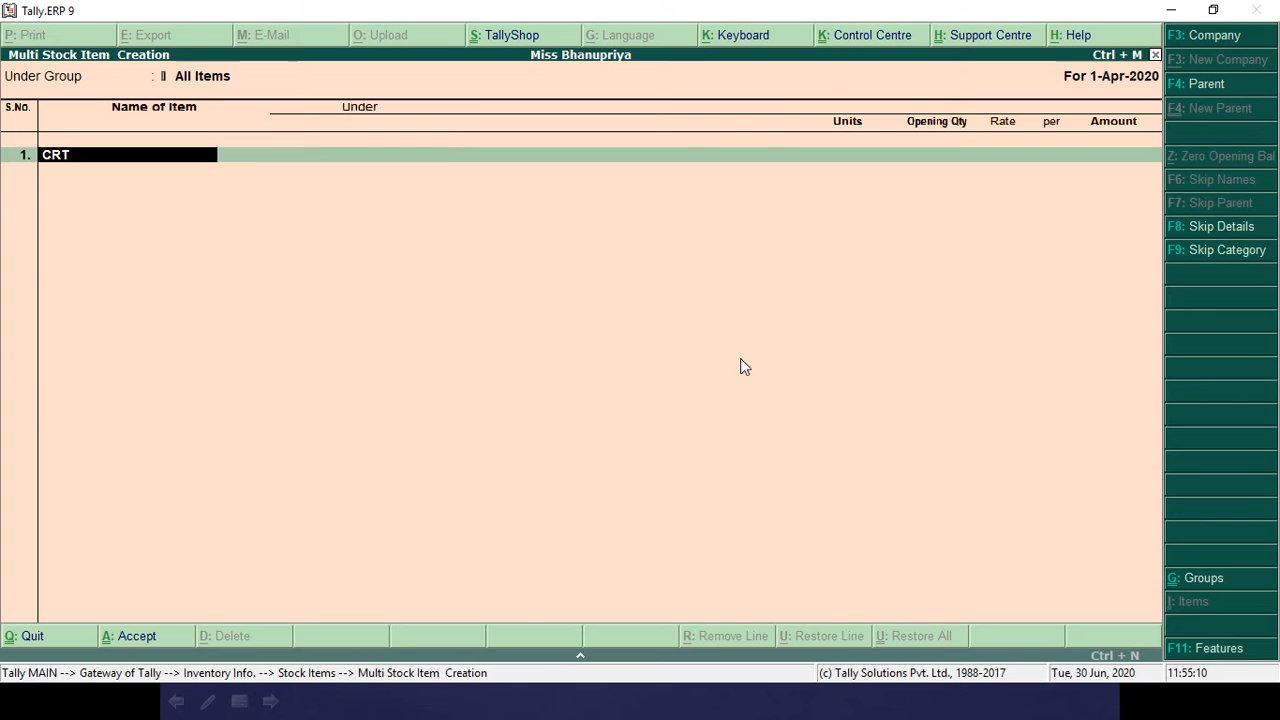 Tally.ERP 9
P: Print E: Export M: E-Mail O: Upload S: TallyShop G: Language K: Keyboard K: Control Centre H: Support Centre H: Help
F3: Company
Multi Stock Item Creation Miss Bhanupriya Ctrl + M
F3: New Company
Under Group : All Items For 1-Apr-2020
F4: Parent
S.No. Name of Item Under
F4: New Parent
Units Opening Qty Rate per Amount
1. CRT
Z: Zero Opening Bal
F6: Skip Names
F7: Skip Parent
F8: Skip Details
F9: Skip Category
G: Groups
I: Items
Q: Quit A: Accept D: Delete R: Remove Line U: Restore Line U: Restore All
F11: Features
Ctrl + N
Tally MAIN --> Gateway of Tally --> Inventory Info. --> Stock Items --> Multi Stock Item Creation (c) Tally Solutions Pvt. Ltd., 1988-2017 Tue, 30 Jun, 2020 11:55:10